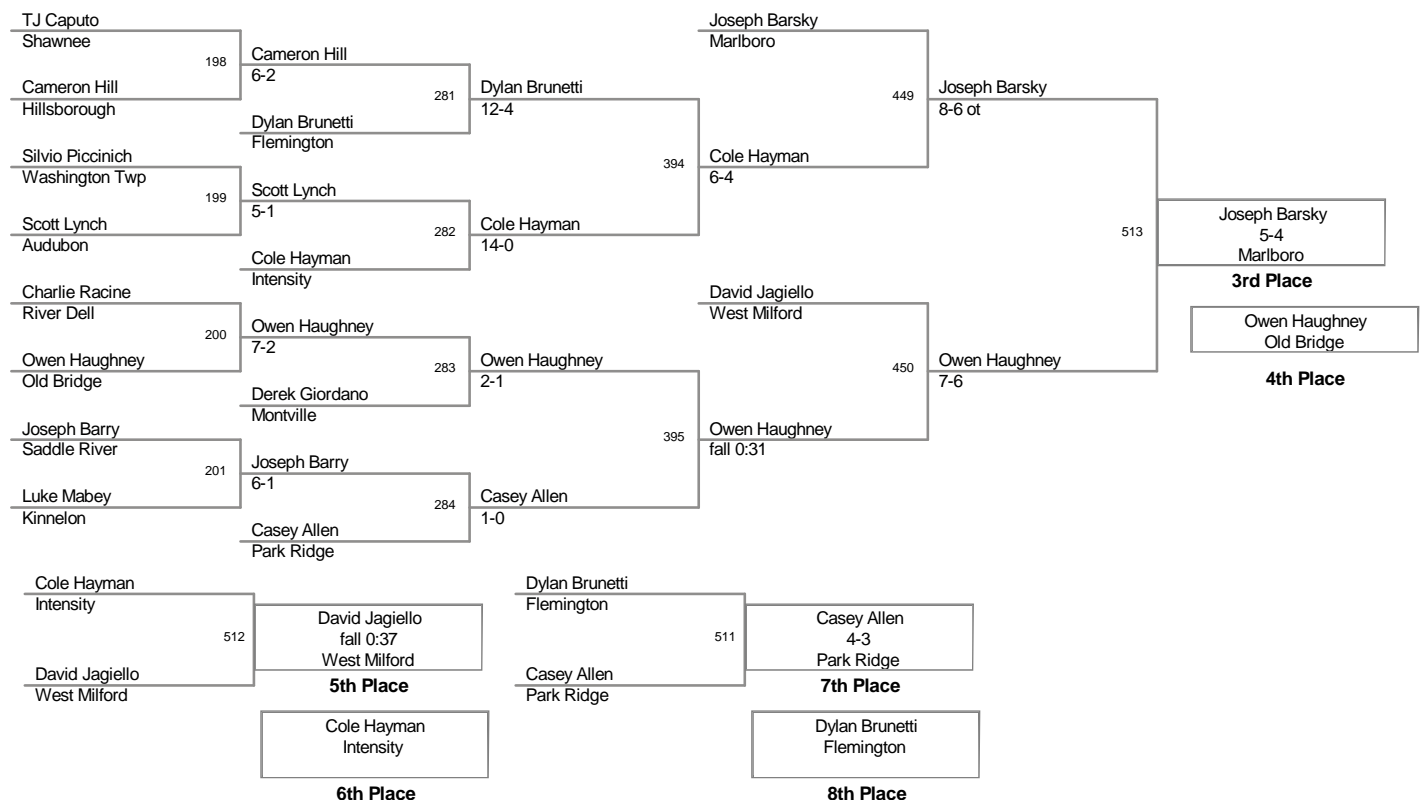 TJ Caputo
Shawnee
198
Cameron Hill
Hillsborough
Silvio Piccinich
Washington Twp
199
Scott Lynch
Audubon
Charlie Racine
River Dell
200
Owen Haughney
Old Bridge
Joseph Barry
Saddle River
201
Luke Mabey
Kinnelon
Cameron Hill
6-2
281
Dylan Brunetti
Flemington
Scott Lynch
5-1
282
Cole Hayman
Intensity
Owen Haughney
7-2
283
Derek Giordano
Montville
Joseph Barry
6-1
284
Casey Allen
Park Ridge
Dylan Brunetti
12-4
394
Cole Hayman
14-0
Owen Haughney
2-1
395
Casey Allen
1-0
Joseph Barsky
Marlboro
449
Cole Hayman
6-4
David Jagiello
West Milford
450
Owen Haughney
fall 0:31
Joseph Barsky
8-6 ot
513
Owen Haughney
7-6
Joseph Barsky
5-4
Marlboro
3rd Place
Owen Haughney
Old Bridge
4th Place
Cole Hayman
Intensity
512
David Jagiello
West Milford
David Jagiello
fall 0:37
West Milford
5th Place
Cole Hayman
Intensity
6th Place
Dylan Brunetti
Flemington
511
Casey Allen
Park Ridge
Casey Allen
4-3
Park Ridge
7th Place
Dylan Brunetti
Flemington
8th Place